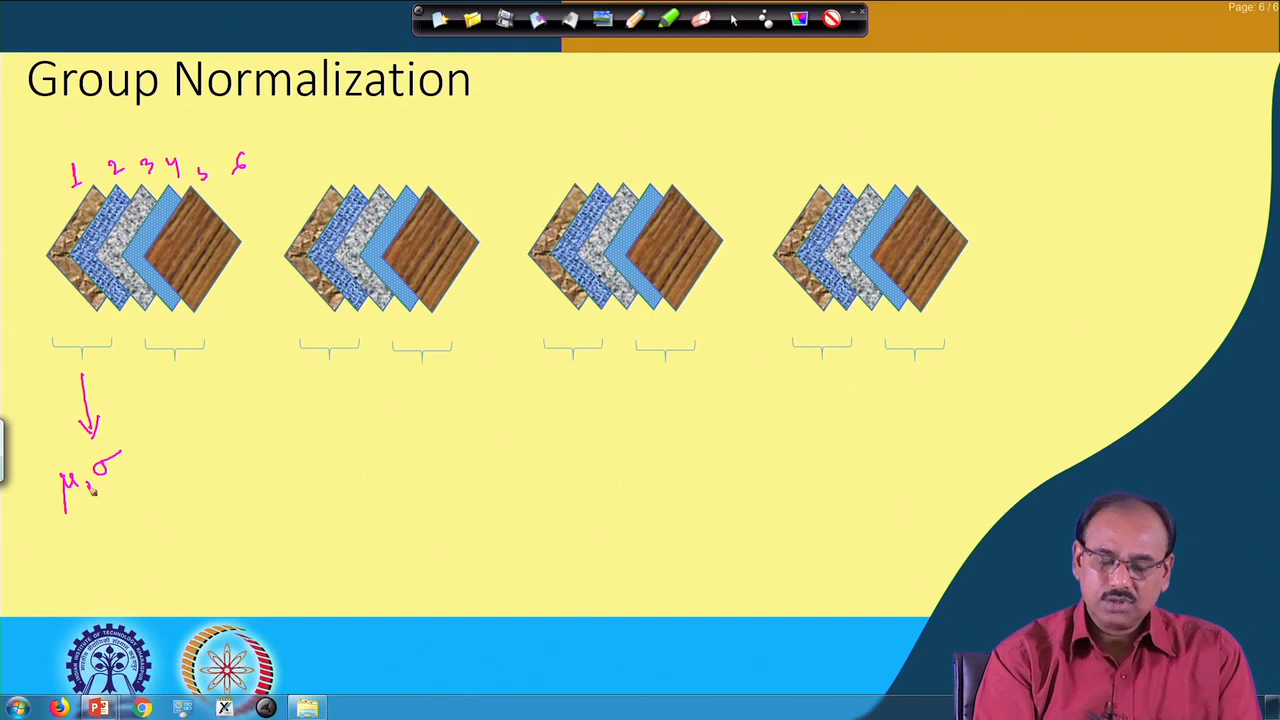 Page: 6 / 6
Group Normalization
1 2 3 4 5 6
μ, σ